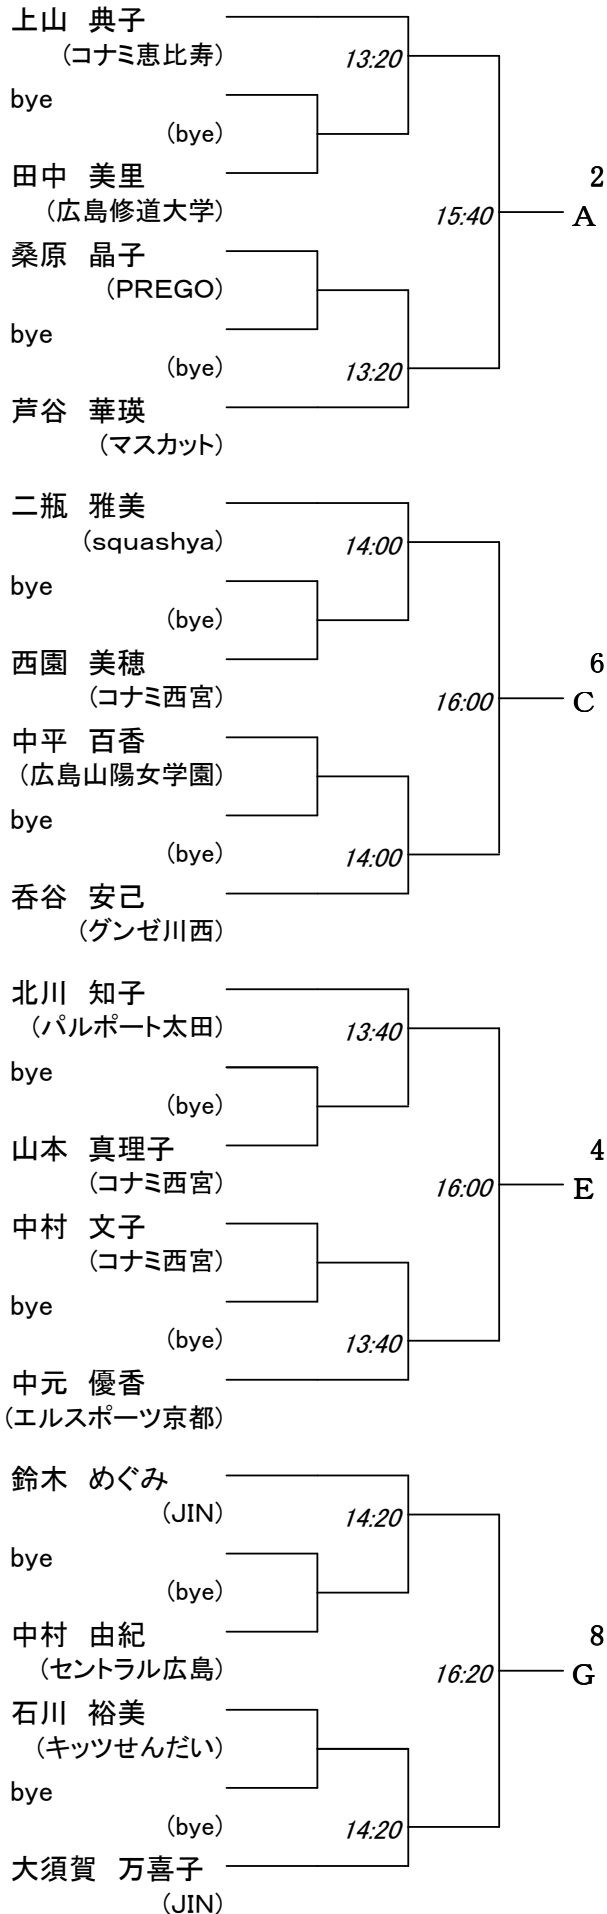 上山 典子
(コナミ恵比寿)
13:20
bye
(bye)
田中 美里
2
(広島修道大学)
15:40
A
桑原 晶子
(PREGO)
bye
(bye)
13:20
芦谷 華瑛
(マスカット)
二瓶 雅美
(squashya)
14:00
bye
(bye)
西園 美穂
6
(コナミ西宮)
16:00
C
中平 百香
(広島山陽女学園)
bye
(bye)
14:00
呑谷 安己
(グンゼ川西)
北川 知子
(パルポート太田)
13:40
bye
(bye)
山本 真理子
4
(コナミ西宮)
16:00
E
中村 文子
(コナミ西宮)
bye
(bye)
13:40
中元 優香
(エルスポーツ京都)
鈴木 めぐみ
(JIN)
14:20
bye
(bye)
中村 由紀
8
(セントラル広島)
16:20
G
石川 裕美
(キッツせんだい)
bye
(bye)
14:20
大須賀 万喜子
(JIN)